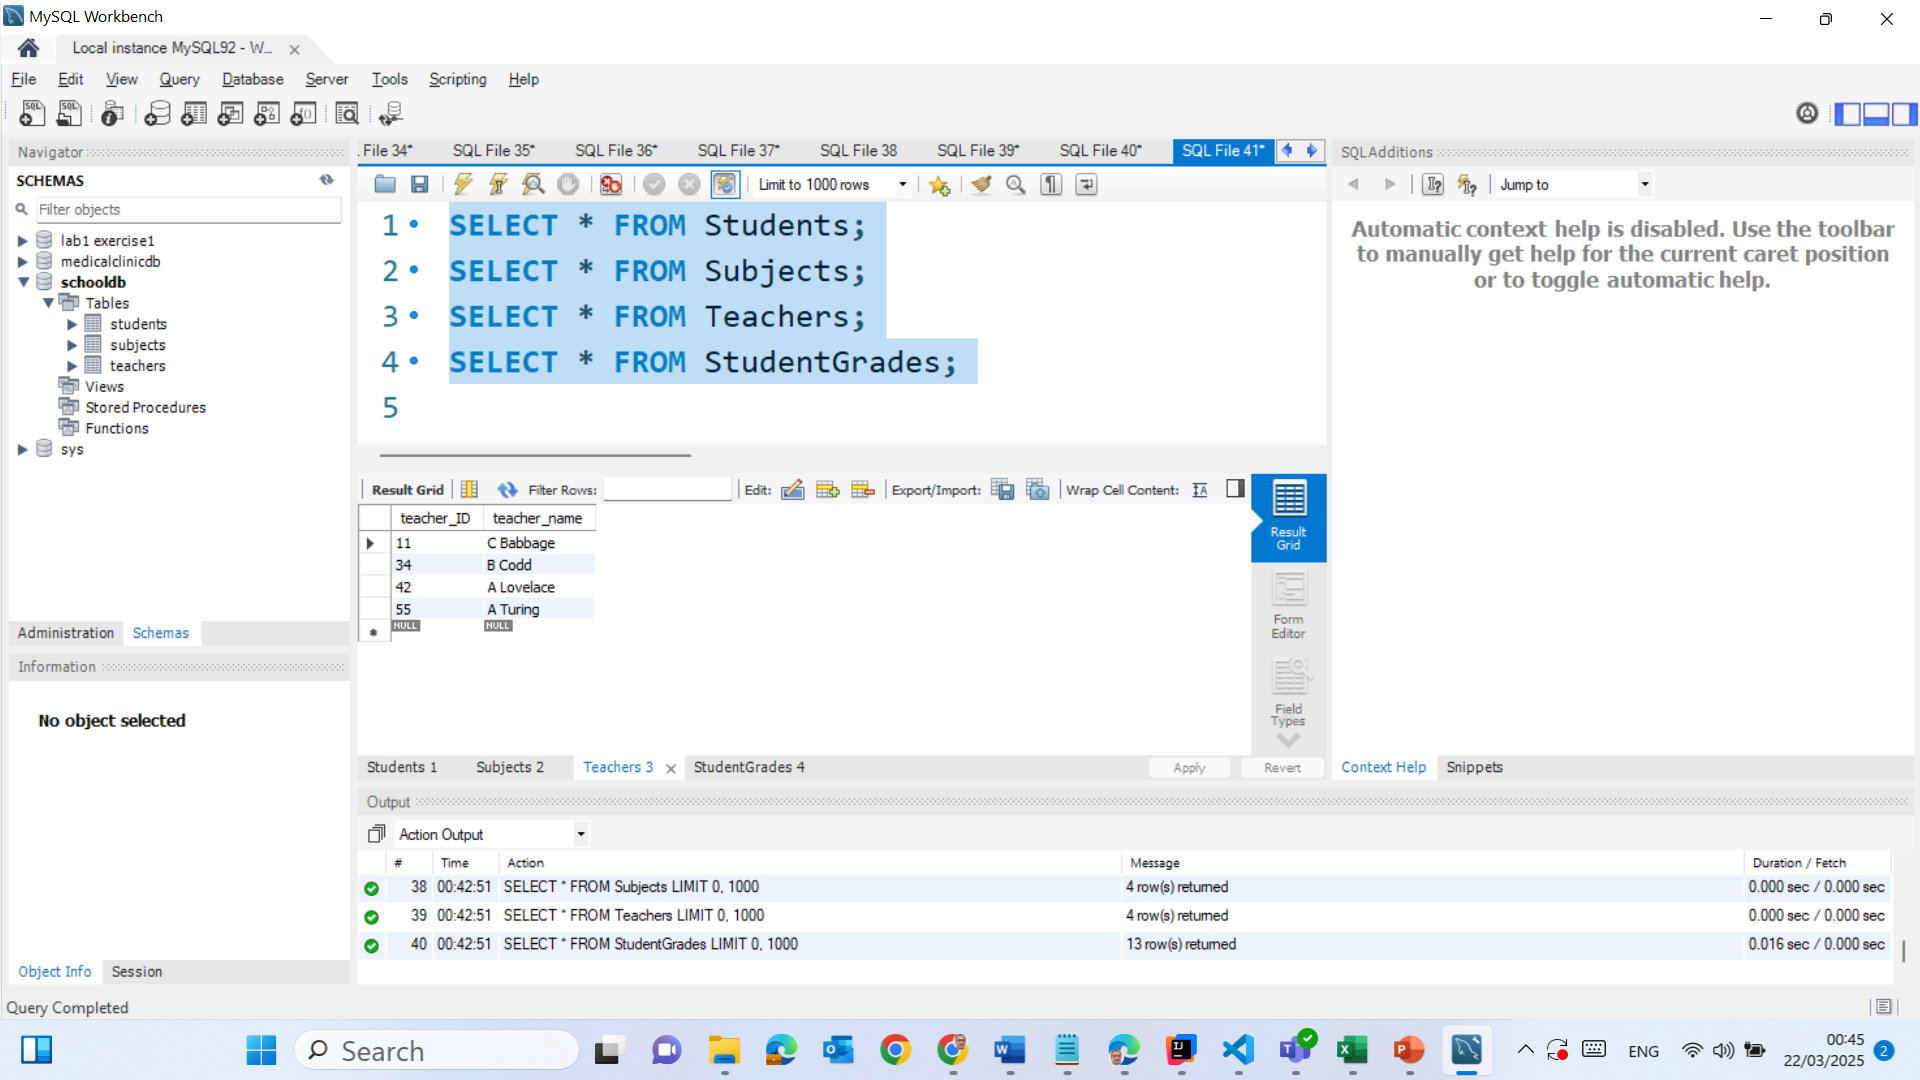 MySQL Workbench
Local instance MySQL92 - W...
File Edit View Query Database Server Tools Scripting Help
Navigator
SCHEMAS
Filter objects
lab1 exercise1
medicalclinicdb
schooldb
Tables
students
subjects
teachers
Views
Stored Procedures
Functions
sys
Administration Schemas
Information
No object selected
Object Info Session
Query Completed
. File 34* SQL File 35* SQL File 36* SQL File 37* SQL File 38 SQL File 39* SQL File 40* SQL File 41*
Limit to 1000 rows
1 SELECT * FROM Students;
2 SELECT * FROM Subjects;
3 SELECT * FROM Teachers;
4 SELECT * FROM StudentGrades;
5
Result Grid Filter Rows: Edit: Export/Import: Wrap Cell Content:
teacher_ID teacher_name
11 C Babbage
34 B Codd
42 A Lovelace
55 A Turing
NULL NULL
Result Grid
Form Editor
Field Types
Students 1 Subjects 2 Teachers 3 StudentGrades 4 Apply Revert
SQLAdditions
Jump to
Automatic context help is disabled. Use the toolbar
to manually get help for the current caret position
or to toggle automatic help.
Context Help Snippets
Output
Action Output
# Time Action Message Duration / Fetch
38 00:42:51 SELECT * FROM Subjects LIMIT 0, 1000 4 row(s) returned 0.000 sec / 0.000 sec
39 00:42:51 SELECT * FROM Teachers LIMIT 0, 1000 4 row(s) returned 0.000 sec / 0.000 sec
40 00:42:51 SELECT * FROM StudentGrades LIMIT 0, 1000 13 row(s) returned 0.016 sec / 0.000 sec
Search
ENG
00:45
22/03/2025
2